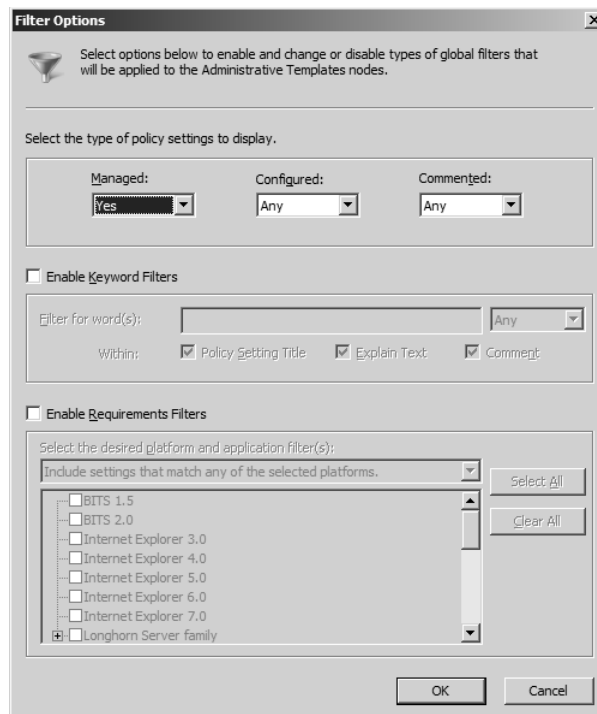 Filter Options
Select options below to enable and change or disable types of global filters that
will be applied to the Administrative Templates nodes.
Select the type of policy settings to display.
Managed: Configured: Commented:
Yes Any Any
Enable Keyword Filters
Filter for word(s): Any
Within: Policy Setting Title Explain Text Comment
Enable Requirements Filters
Select the desired platform and application filter(s):
Include settings that match any of the selected platforms.
Select All
BITS 1.5
BITS 2.0
Clear All
Internet Explorer 3.0
Internet Explorer 4.0
Internet Explorer 5.0
Internet Explorer 6.0
Internet Explorer 7.0
Longhorn Server family
OK Cancel